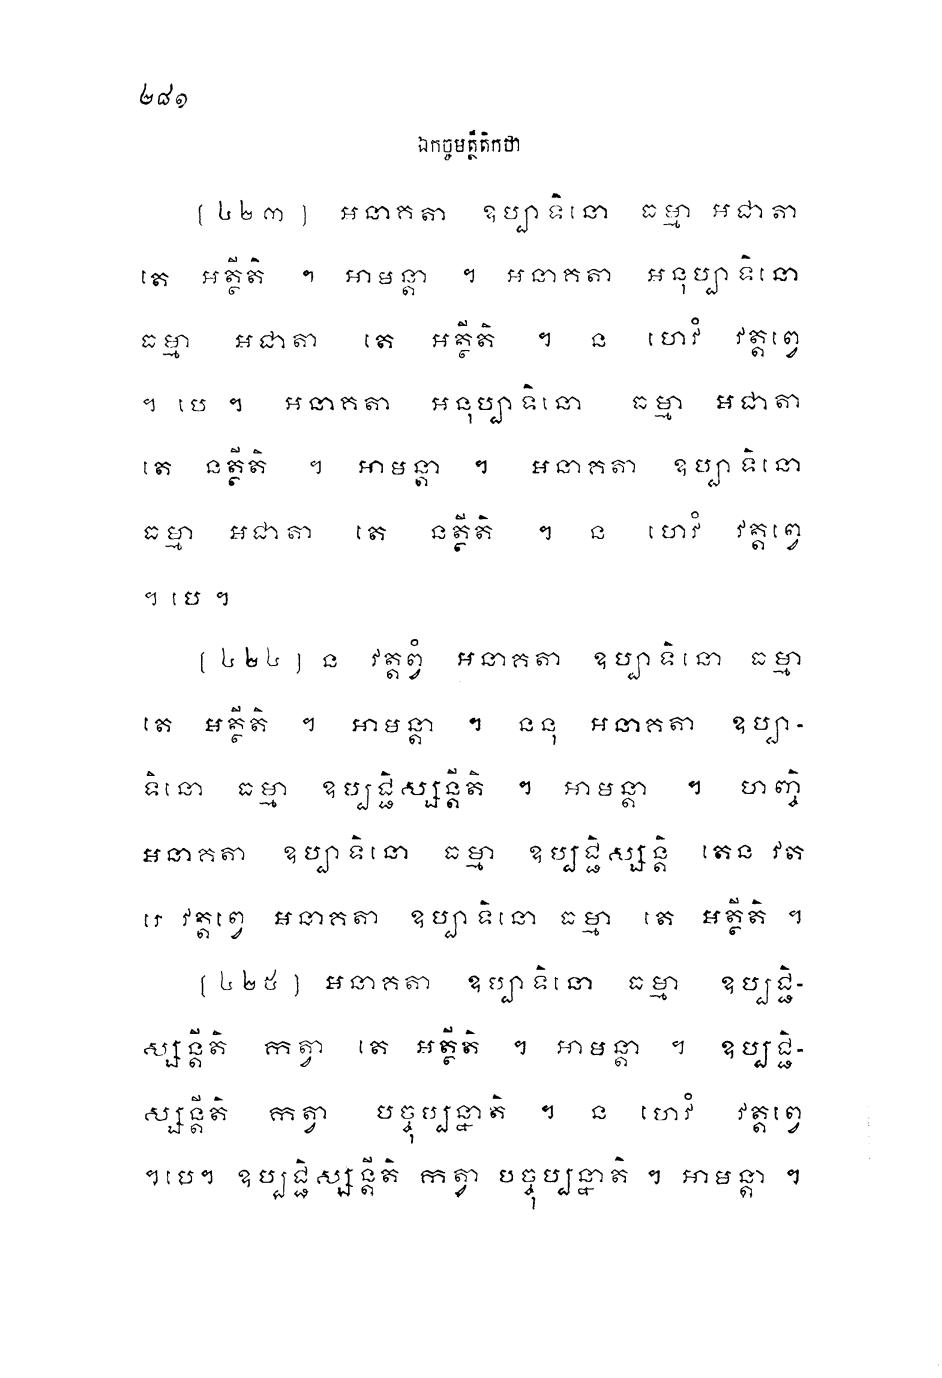 ២៨១
ឯកច្ចមត្ថីតិកថា
(៤២៣) អនាគតា ឧប្បាទិនោ ធម្មា អជាតា
តេ អត្ថីតិ ។ អាមន្តា ។ អនាគតា អនុប្បាទិនោ
ធម្មា អជាតា តេ អត្ថីតិ ។ ន ហេវំ វត្តព្វេ
។ បេ ។ អនាគតា អនុប្បាទិនោ ធម្មា អជាតា
តេ នត្ថីតិ ។ អាមន្តា ។ អនាគតា ឧប្បាទិនោ
ធម្មា អជាតា តេ នត្ថីតិ ។ ន ហេវំ វត្តព្វេ
។ បេ ។
(៤២៤) ន វត្តព្វំ អនាគតា ឧប្បាទិនោ ធម្មា
តេ អត្ថីតិ ។ អាមន្តា ។ ននុ អនាគតា ឧប្បា-
ទិនោ ធម្មា ឧប្បជ្ជិស្សន្តីតិ ។ អាមន្តា ។ ហញ្ចិ
អនាគតា ឧប្បាទិនោ ធម្មា ឧប្បជ្ជិស្សន្តិ តេន វត
រេ វត្តព្វេ អនាគតា ឧប្បាទិនោ ធម្មា តេ អត្ថីតិ ។
(៤២៥) អនាគតា ឧប្បាទិនោ ធម្មា ឧប្បជ្ជិ-
ស្សន្តីតិ កត្វា តេ អត្ថីតិ ។ អាមន្តា ។ ឧប្បជ្ជិ-
ស្សន្តីតិ កត្វា បច្ចុប្បន្នាតិ ។ ន ហេវំ វត្តព្វេ
។បេ។ ឧប្បជ្ជិស្សន្តីតិ កត្វា បច្ចុប្បន្នាតិ ។ អាមន្តា ។